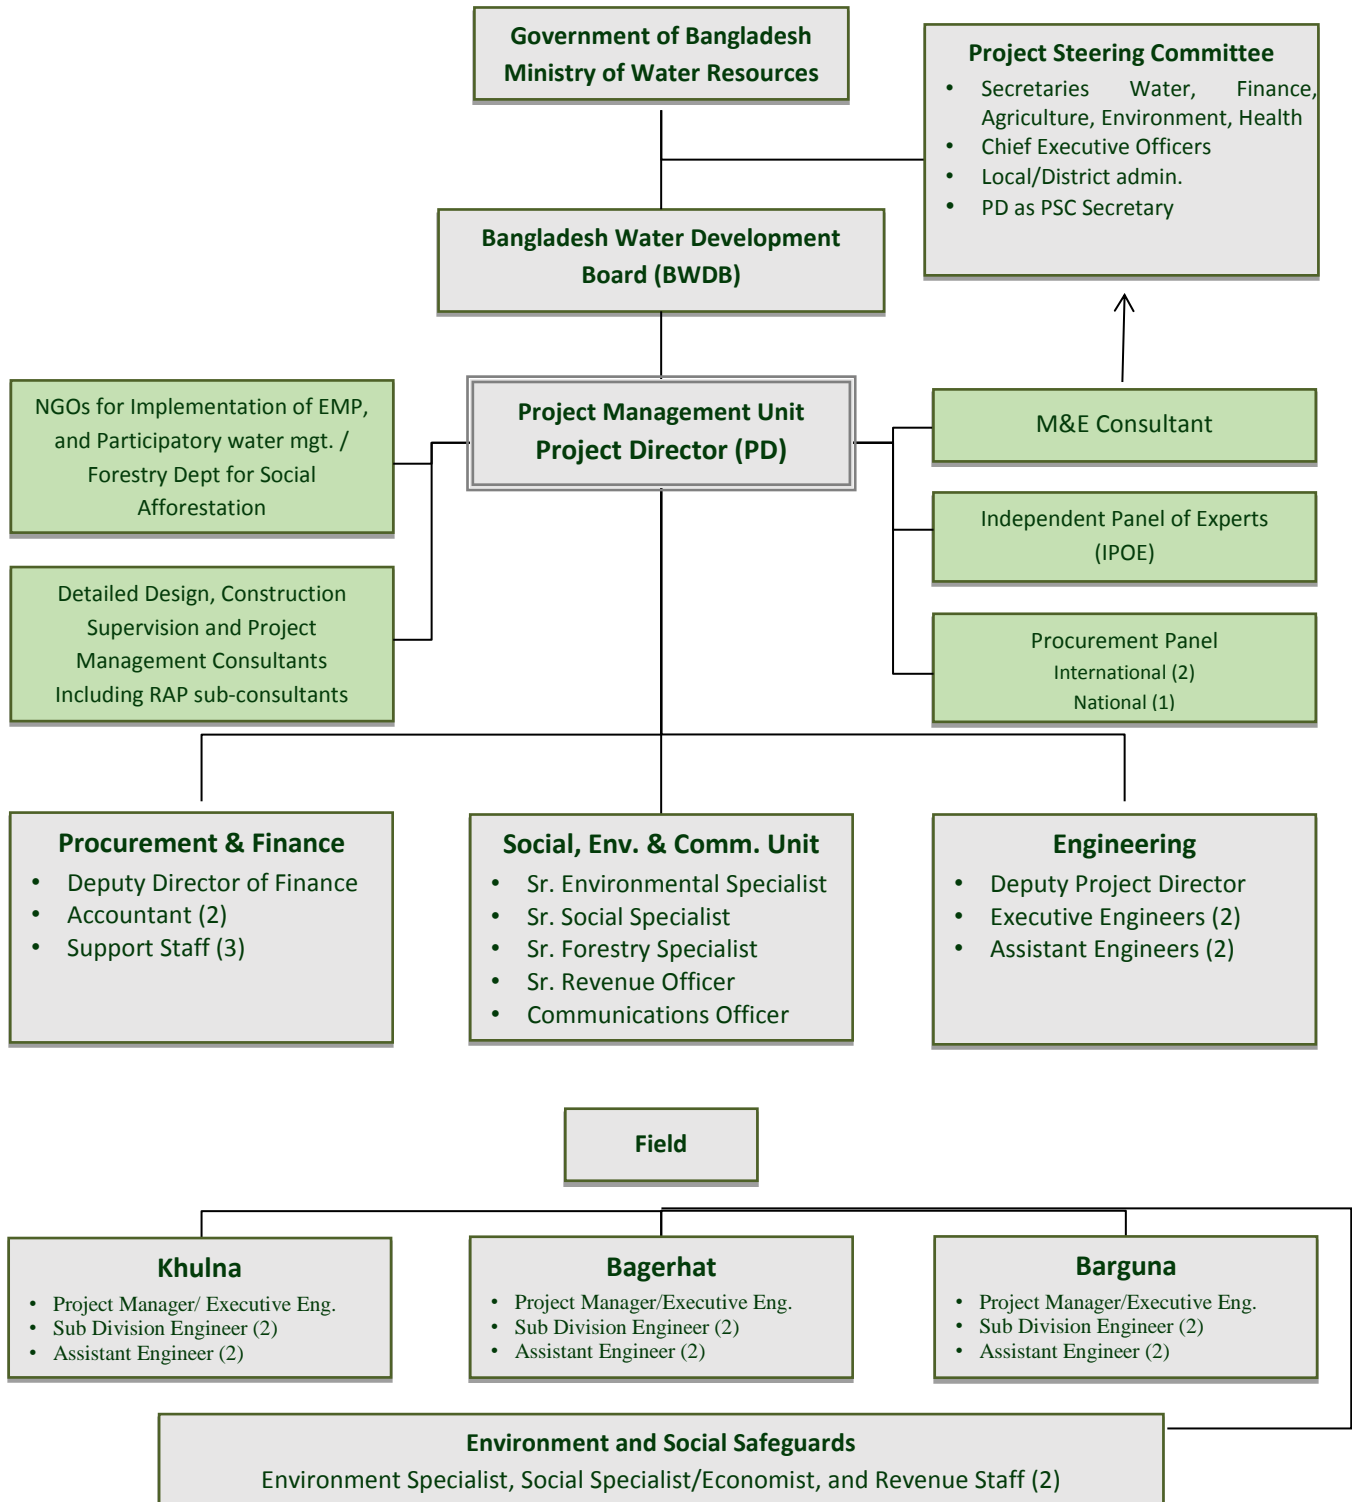 Government of Bangladesh
Ministry of Water Resources
Project Steering Committee
• Secretaries Water, Finance,
Agriculture, Environment, Health
• Chief Executive Officers
• Local/District admin.
• PD as PSC Secretary
Bangladesh Water Development
Board (BWDB)
NGOs for Implementation of EMP,
and Participatory water mgt. /
Forestry Dept for Social
Afforestation
Project Management Unit
Project Director (PD)
M&E Consultant
Independent Panel of Experts
(IPOE)
Detailed Design, Construction
Supervision and Project
Management Consultants
Including RAP sub-consultants
Procurement Panel
International (2)
National (1)
Procurement & Finance
• Deputy Director of Finance
• Accountant (2)
• Support Staff (3)
Social, Env. & Comm. Unit
• Sr. Environmental Specialist
• Sr. Social Specialist
• Sr. Forestry Specialist
• Sr. Revenue Officer
• Communications Officer
Engineering
• Deputy Project Director
• Executive Engineers (2)
• Assistant Engineers (2)
Field
Khulna
• Project Manager/ Executive Eng.
• Sub Division Engineer (2)
• Assistant Engineer (2)
Bagerhat
• Project Manager/Executive Eng.
• Sub Division Engineer (2)
• Assistant Engineer (2)
Barguna
• Project Manager/Executive Eng.
• Sub Division Engineer (2)
• Assistant Engineer (2)
Environment and Social Safeguards
Environment Specialist, Social Specialist/Economist, and Revenue Staff (2)